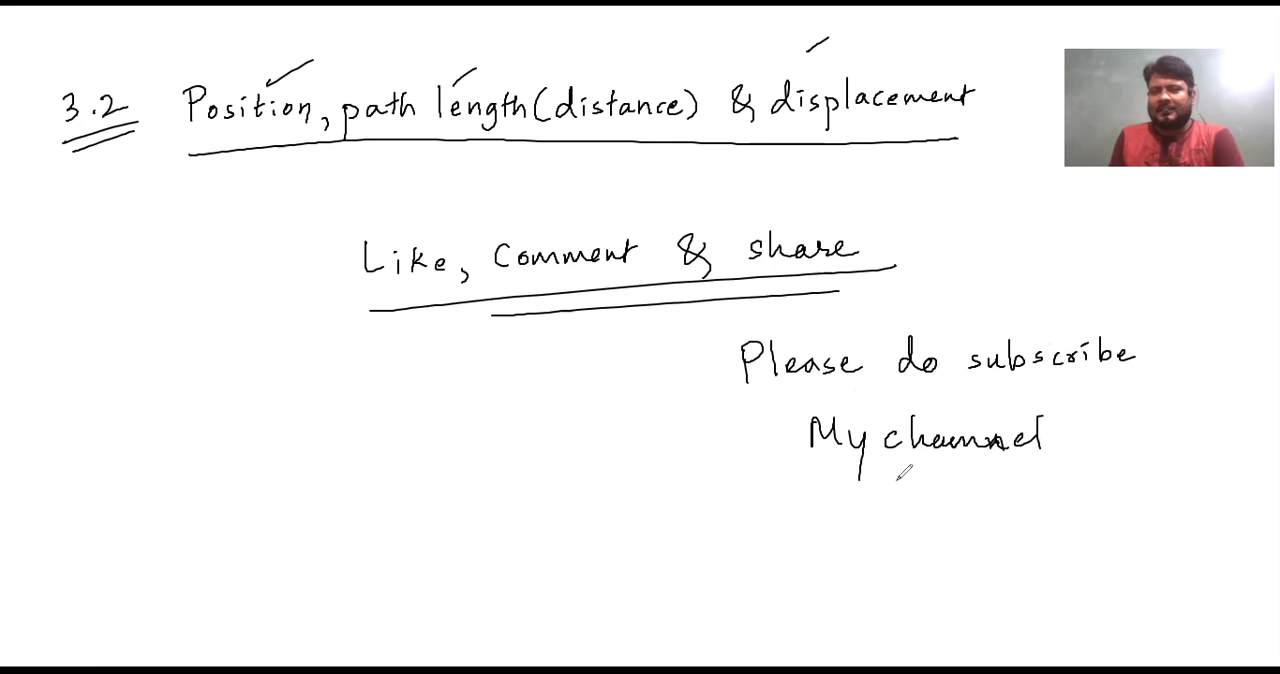 3.2 Position, path length (distance) & displacement
Like, Comment & share
Please do subscribe
My channel